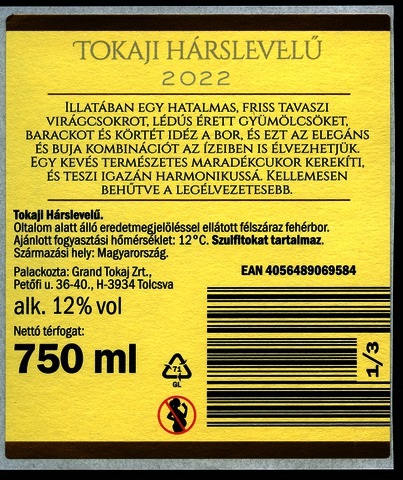 TOKAJI HÁRSLEVELŰ
2022
ILLATÁBAN EGY HATALMAS, FRISS TAVASZI
VIRÁGCSOKROT, LÉDÚS ÉRETT GYÜMÖLCSÖKET,
BARACKOT ÉS KÖRTÉT IDÉZ A BOR, ÉS EZT AZ ELEGÁNS
ÉS BUJA KOMBINÁCIÓT AZ ÍZEIBEN IS ÉLVEZHETJÜK.
EGY KEVÉS TERMÉSZETES MARADÉKCUKOR KEREKÍTI,
ÉS TESZI IGAZÁN HARMONIKUSSÁ. KELLEMESEN
BEHŰTVE A LEGÉLVEZETESEBB.
Tokaji Hárslevelű.
Oltalom alatt álló eredetmegjelöléssel ellátott félszáraz fehérbor.
Ajánlott fogyasztási hőmérséklet: 12°C. Szulfitokat tartalmaz.
Származási hely: Magyarország.
Palackozta: Grand Tokaj Zrt.,
Petőfi u. 36-40., H-3934 Tolcsva
EAN 4056489069584
alk. 12% vol
Nettó térfogat:
750 ml
71
GL
1/3